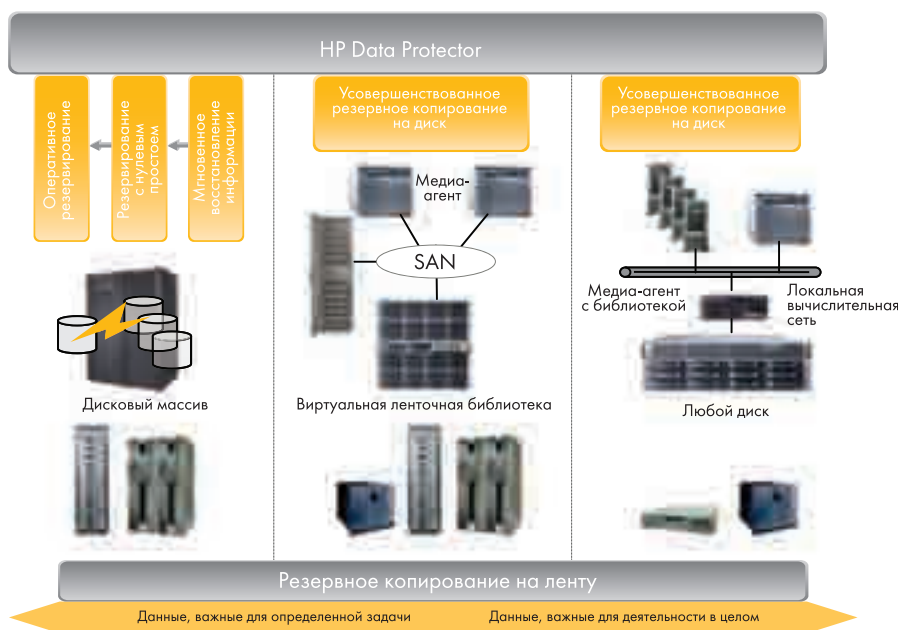 HP Data Protector
Оперативное
резервирование
Резервирование
с нулевым
простоем
Мгновенное
восстановление
информации
Усовершенствованное
резервное копирование
на диск
Усовершенствованное
резервное копирование
на диск
Медиа-
агент
SAN
Медиа-агент
с библиотекой
Локальная
вычислительная
сеть
Дисковый массив
Виртуальная ленточная библиотека
Любой диск
Резервное копирование на ленту
Данные, важные для определенной задачи
Данные, важные для деятельности в целом